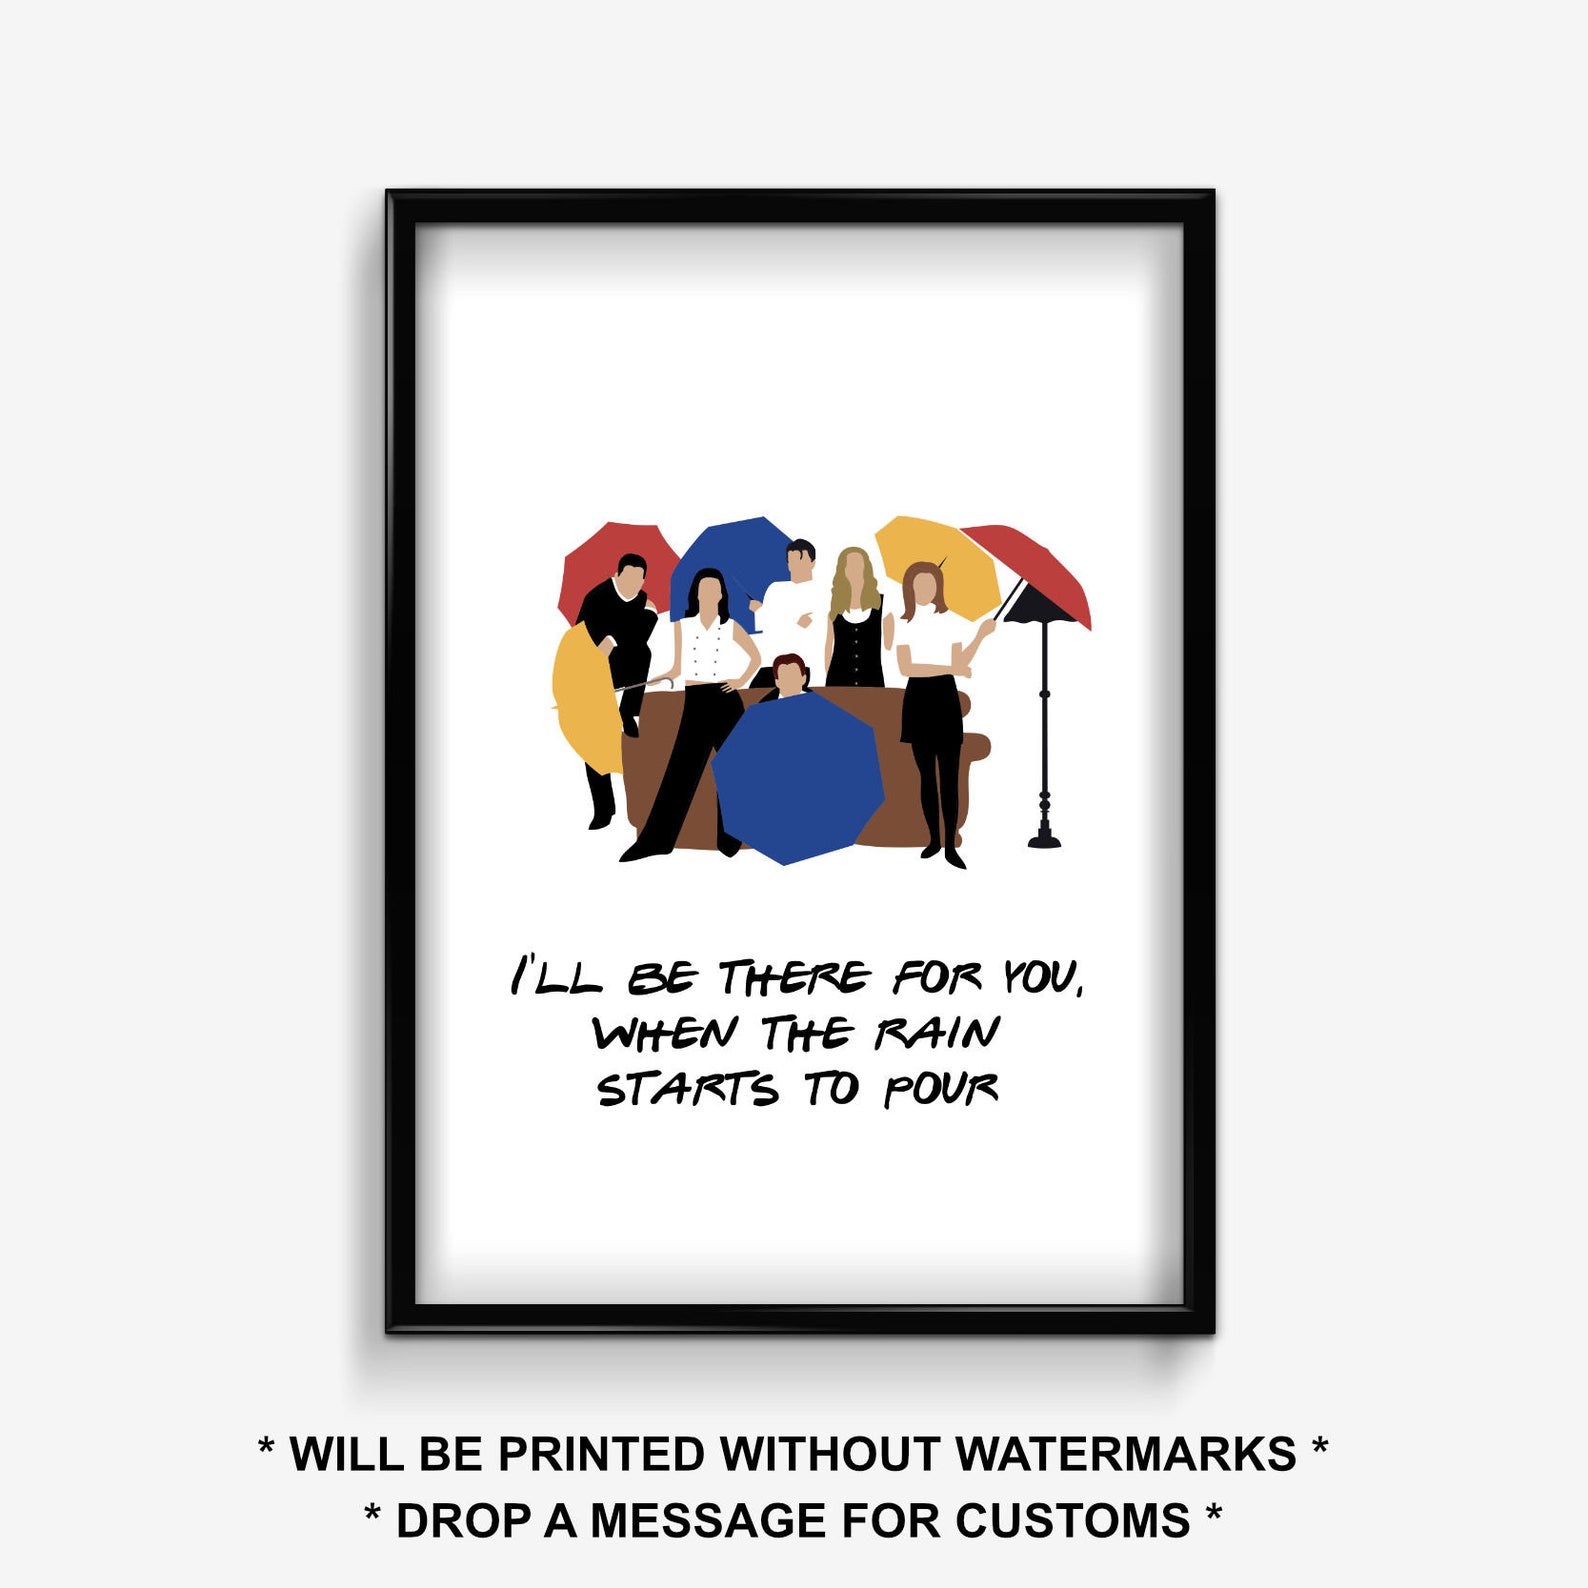 I'LL BE THERE FOR YOU,
WHEN THE RAIN
STARTS TO POUR
* WILL BE PRINTED WITHOUT WATERMARKS *
* DROP A MESSAGE FOR CUSTOMS *